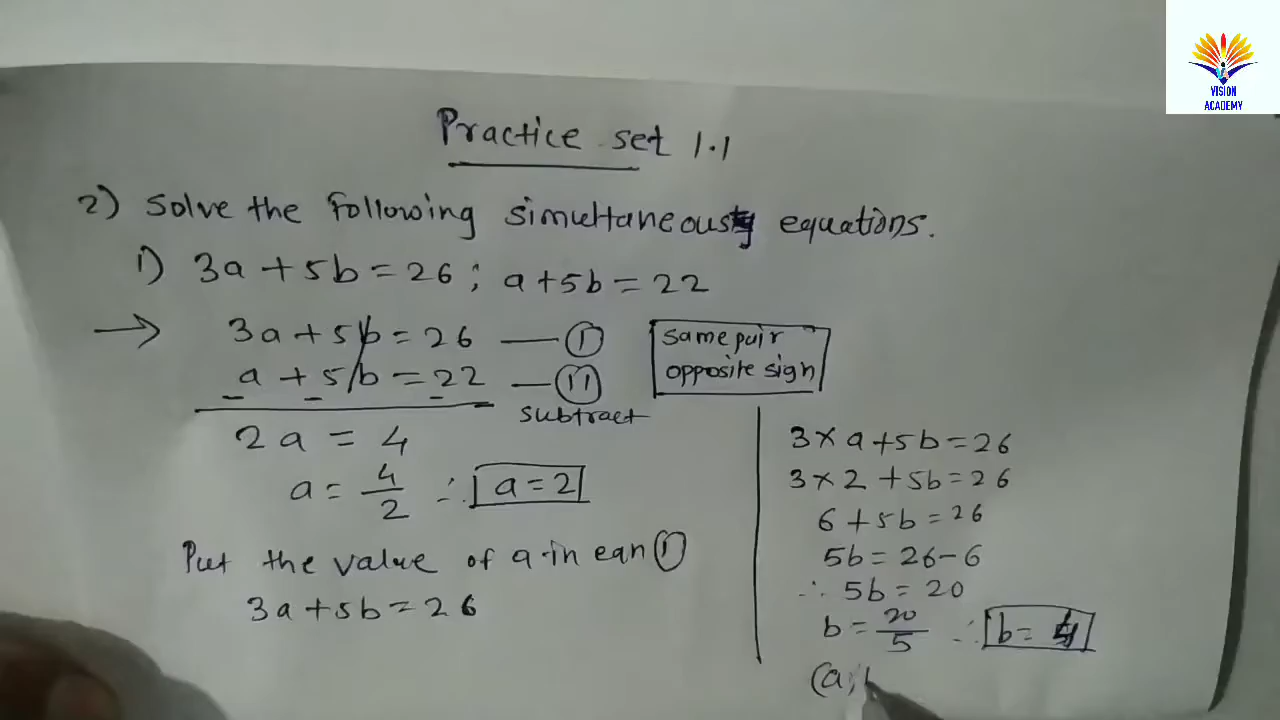 VISION
ACADEMY
Practice set 1.1
2) Solve the following simultaneous equations.
i) 3a + 5b = 26 ; a + 5b = 22
→ 3a + 5b = 26 — (I)
a + 5b = 22 — (II)
- - -
subtract
same pair
opposite sign
2a = 4
a = 4/2 ∴ a = 2
Put the value of a in eqn (I)
3a + 5b = 26
3 × a + 5b = 26
3 × 2 + 5b = 26
6 + 5b = 26
5b = 26 - 6
∴ 5b = 20
b = 20/5 ∴ b = 4
(a,